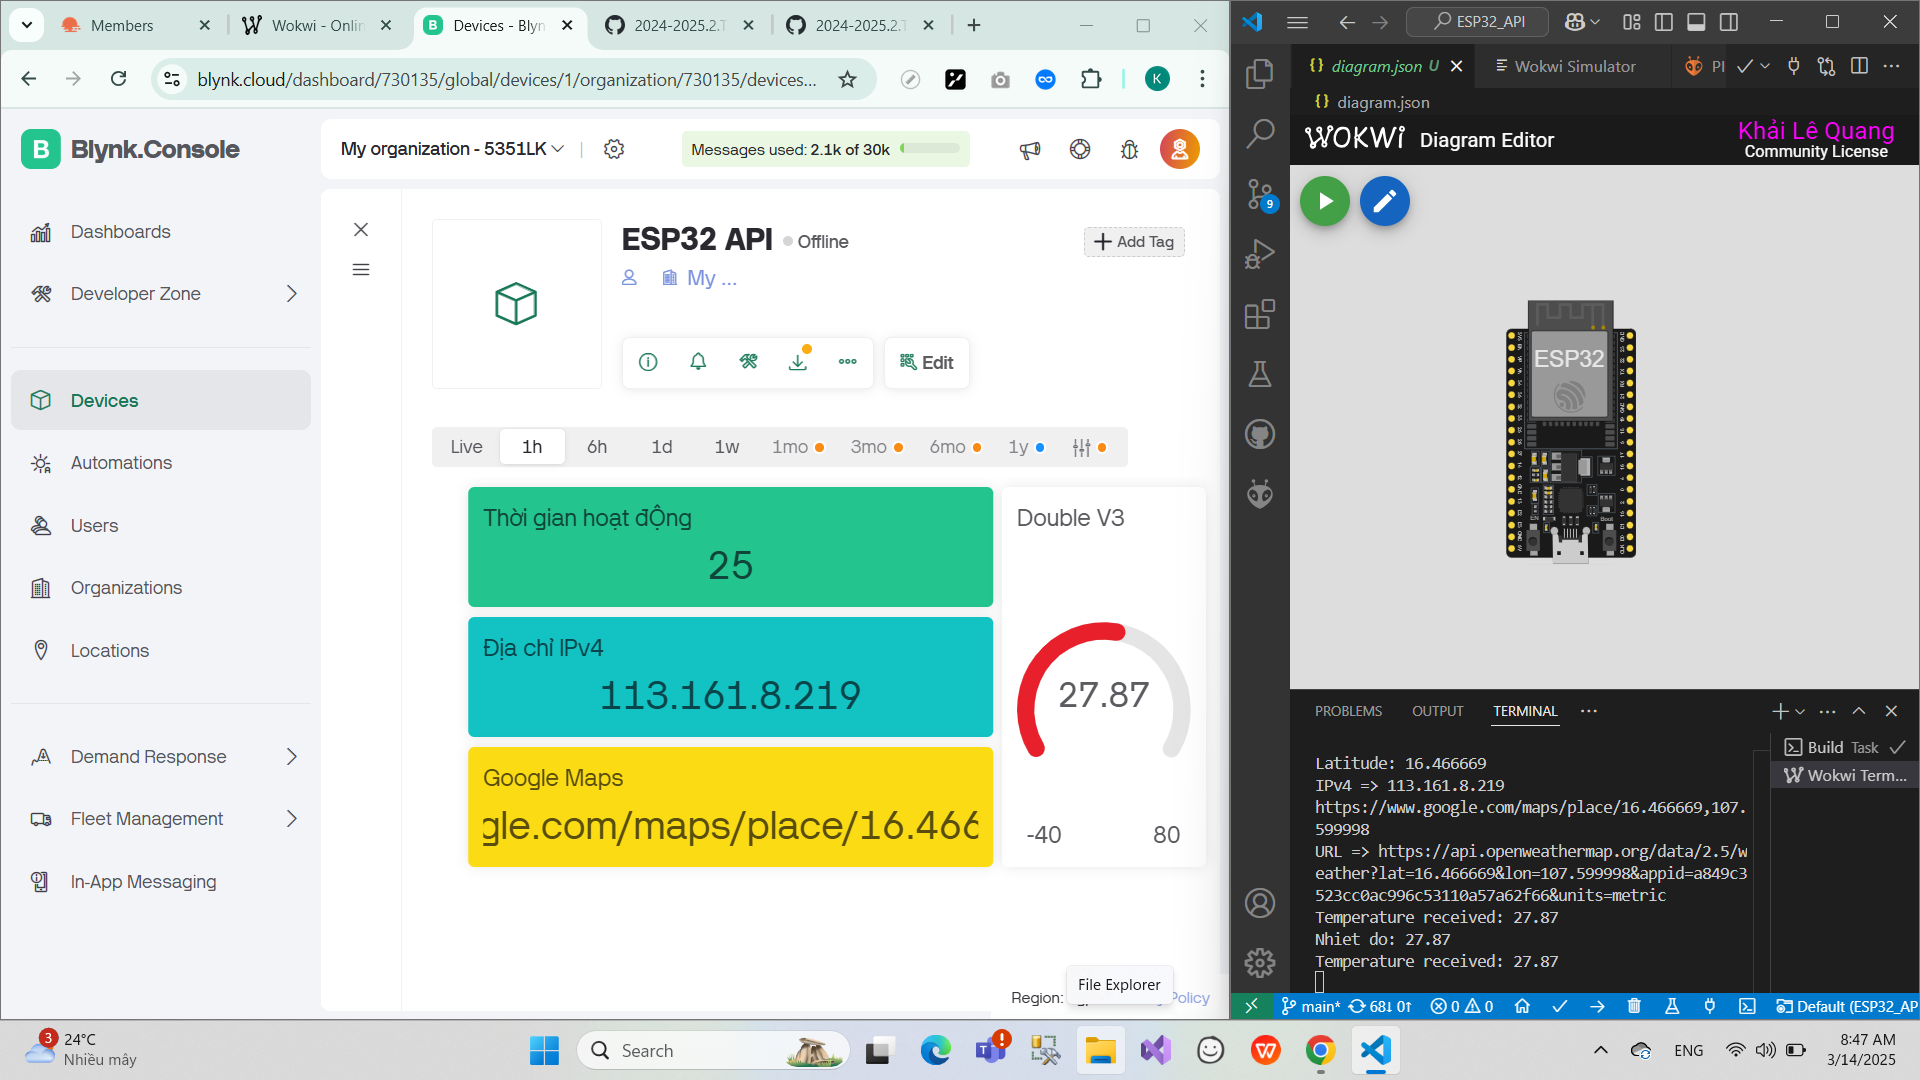 Members
Wokwi - Onlin
Devices - Blyn
2024-2025.2.T
2024-2025.2.
blynk.cloud/dashboard/730135/global/devices/1/organization/730135/devices...
K
B Blynk.Console
Dashboards
Developer Zone
Devices
Automations
Users
Organizations
Locations
Demand Response
Fleet Management
In-App Messaging
My organization - 5351LK
Messages used: 2.1k of 30k
ESP32 API
Offline
Add Tag
My ...
Edit
Live 1h 6h 1d 1w 1mo 3mo 6mo 1y
Thời gian hoạt động
25
Địa chỉ IPv4
113.161.8.219
Google Maps
gle.com/maps/place/16.466
Double V3
27.87
-40 80
Region:
Policy
File Explorer
ESP32_API
diagram.json U
Wokwi Simulator
PI
diagram.json
WOKWI Diagram Editor
Khải Lê Quang
Community License
ESP32
EN
Boot
9
PROBLEMS OUTPUT TERMINAL
Build Task
Wokwi Term...
Latitude: 16.466669
IPv4 => 113.161.8.219
https://www.google.com/maps/place/16.466669,107.
599998
URL => https://api.openweathermap.org/data/2.5/w
eather?lat=16.466669&lon=107.599998&appid=a849c3
523cc0ac996c53110a57a62f66&units=metric
Temperature received: 27.87
Nhiet do: 27.87
Temperature received: 27.87
main* 68↓ 0↑ 0 0 Default (ESP32_AP
3
24°C
Nhiều mây
Search
ENG
8:47 AM
3/14/2025